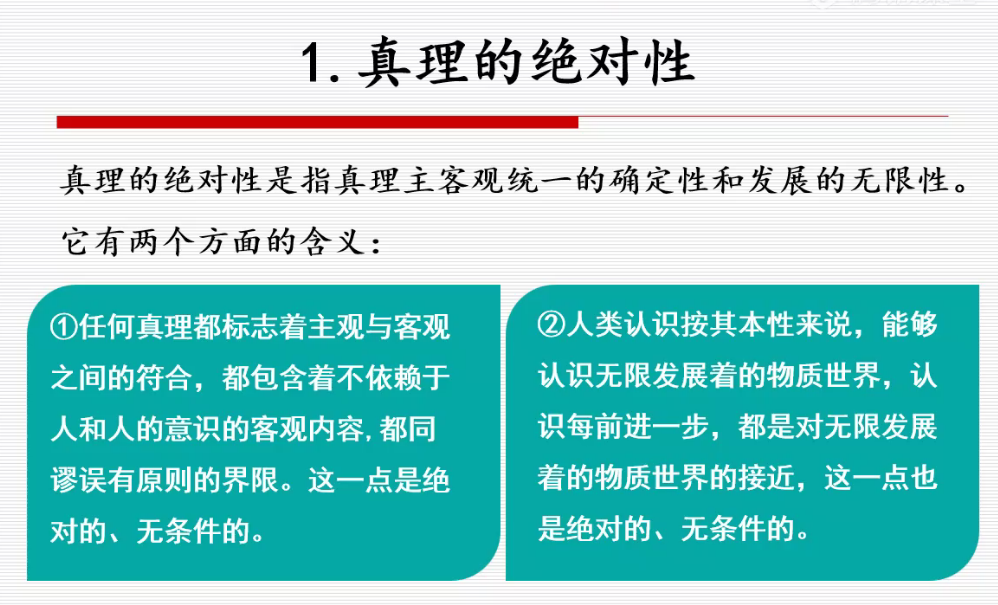 1.真理的绝对性
真理的绝对性是指真理主客观统一的确定性和发展的无限性。
它有两个方面的含义：
①任何真理都标志着主观与客观
之间的符合，都包含着不依赖于
人和人的意识的客观内容,都同
谬误有原则的界限。这一点是绝
对的、无条件的。
②人类认识按其本性来说，能够
认识无限发展着的物质世界，认
识每前进一步，都是对无限发展
着的物质世界的接近，这一点也
是绝对的、无条件的。